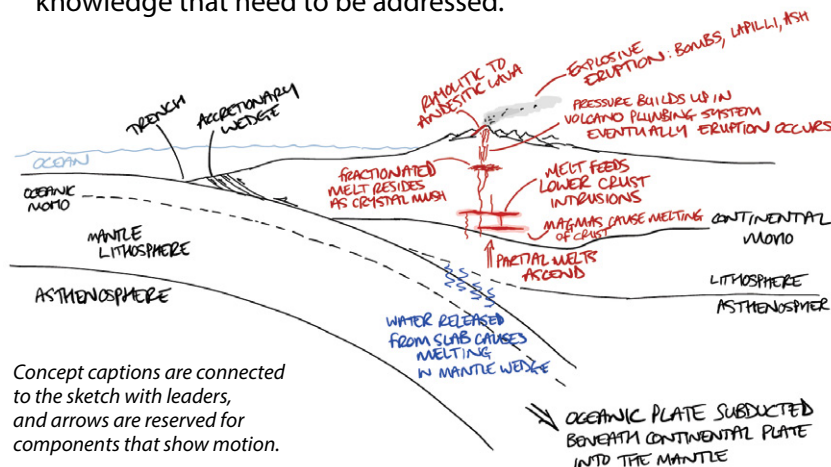 knowledge that need to be addressed.
EXPLOSIVE
ERUPTION: BOMBS, LAPILLI, ASH
RHYOLITIC TO
ANDESITIC LAVA
PRESSURE BUILDS UP IN
VOLCANO PLUMBING SYSTEM
EVENTUALLY ERUPTION OCCURS
TRENCH
ACCRETIONARY
WEDGE
OCEAN
FRACTIONATED
MELT RESIDES
AS CRYSTAL MUSH
MELT FEEDS
LOWER CRUST
INTRUSIONS
OCEANIC
MOHO
MAGMAS CAUSE MELTING
OF CRUST
CONTINENTAL
MOHO
MANTLE
LITHOSPHERE
PARTIAL MELTS
ASCEND
LITHOSPHERE
ASTHENOSPHER
ASTHENOSPHERE
WATER RELEASED
FROM SLAB CAUSES
MELTING
IN MANTLE WEDGE
Concept captions are connected
to the sketch with leaders,
and arrows are reserved for
components that show motion.
OCEANIC PLATE SUBDUCTED
BENEATH CONTINENTAL PLATE
INTO THE MANTLE